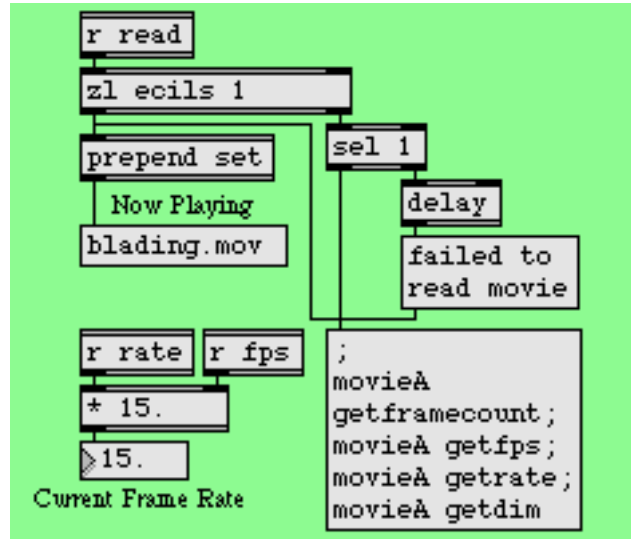 r read
zl ecils 1
prepend set
sel 1
Now Playing
delay
blading.mov
failed to
read movie
r rate
r fps
* 15.
15.
Current Frame Rate
;
movieA
getframecount;
movieA getfps;
movieA getrate;
movieA getdim